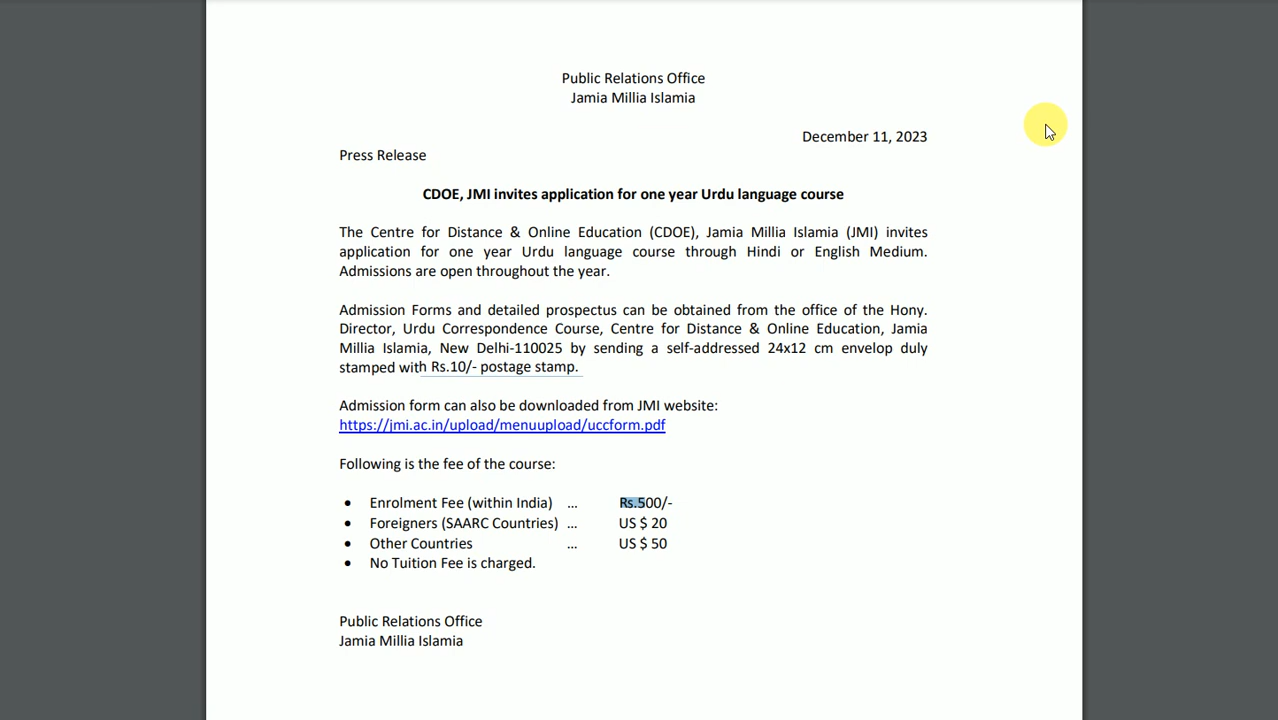 Public Relations Office
Jamia Millia Islamia
December 11, 2023
Press Release
CDOE, JMI invites application for one year Urdu language course
The Centre for Distance & Online Education (CDOE), Jamia Millia Islamia (JMI) invites
application for one year Urdu language course through Hindi or English Medium.
Admissions are open throughout the year.
Admission Forms and detailed prospectus can be obtained from the office of the Hony.
Director, Urdu Correspondence Course, Centre for Distance & Online Education, Jamia
Millia Islamia, New Delhi-110025 by sending a self-addressed 24x12 cm envelop duly
stamped with Rs.10/- postage stamp.
Admission form can also be downloaded from JMI website:
https://jmi.ac.in/upload/menuupload/uccform.pdf
Following is the fee of the course:
• Enrolment Fee (within India) ... Rs.500/-
• Foreigners (SAARC Countries) ... US $ 20
• Other Countries ... US $ 50
• No Tuition Fee is charged.
Public Relations Office
Jamia Millia Islamia